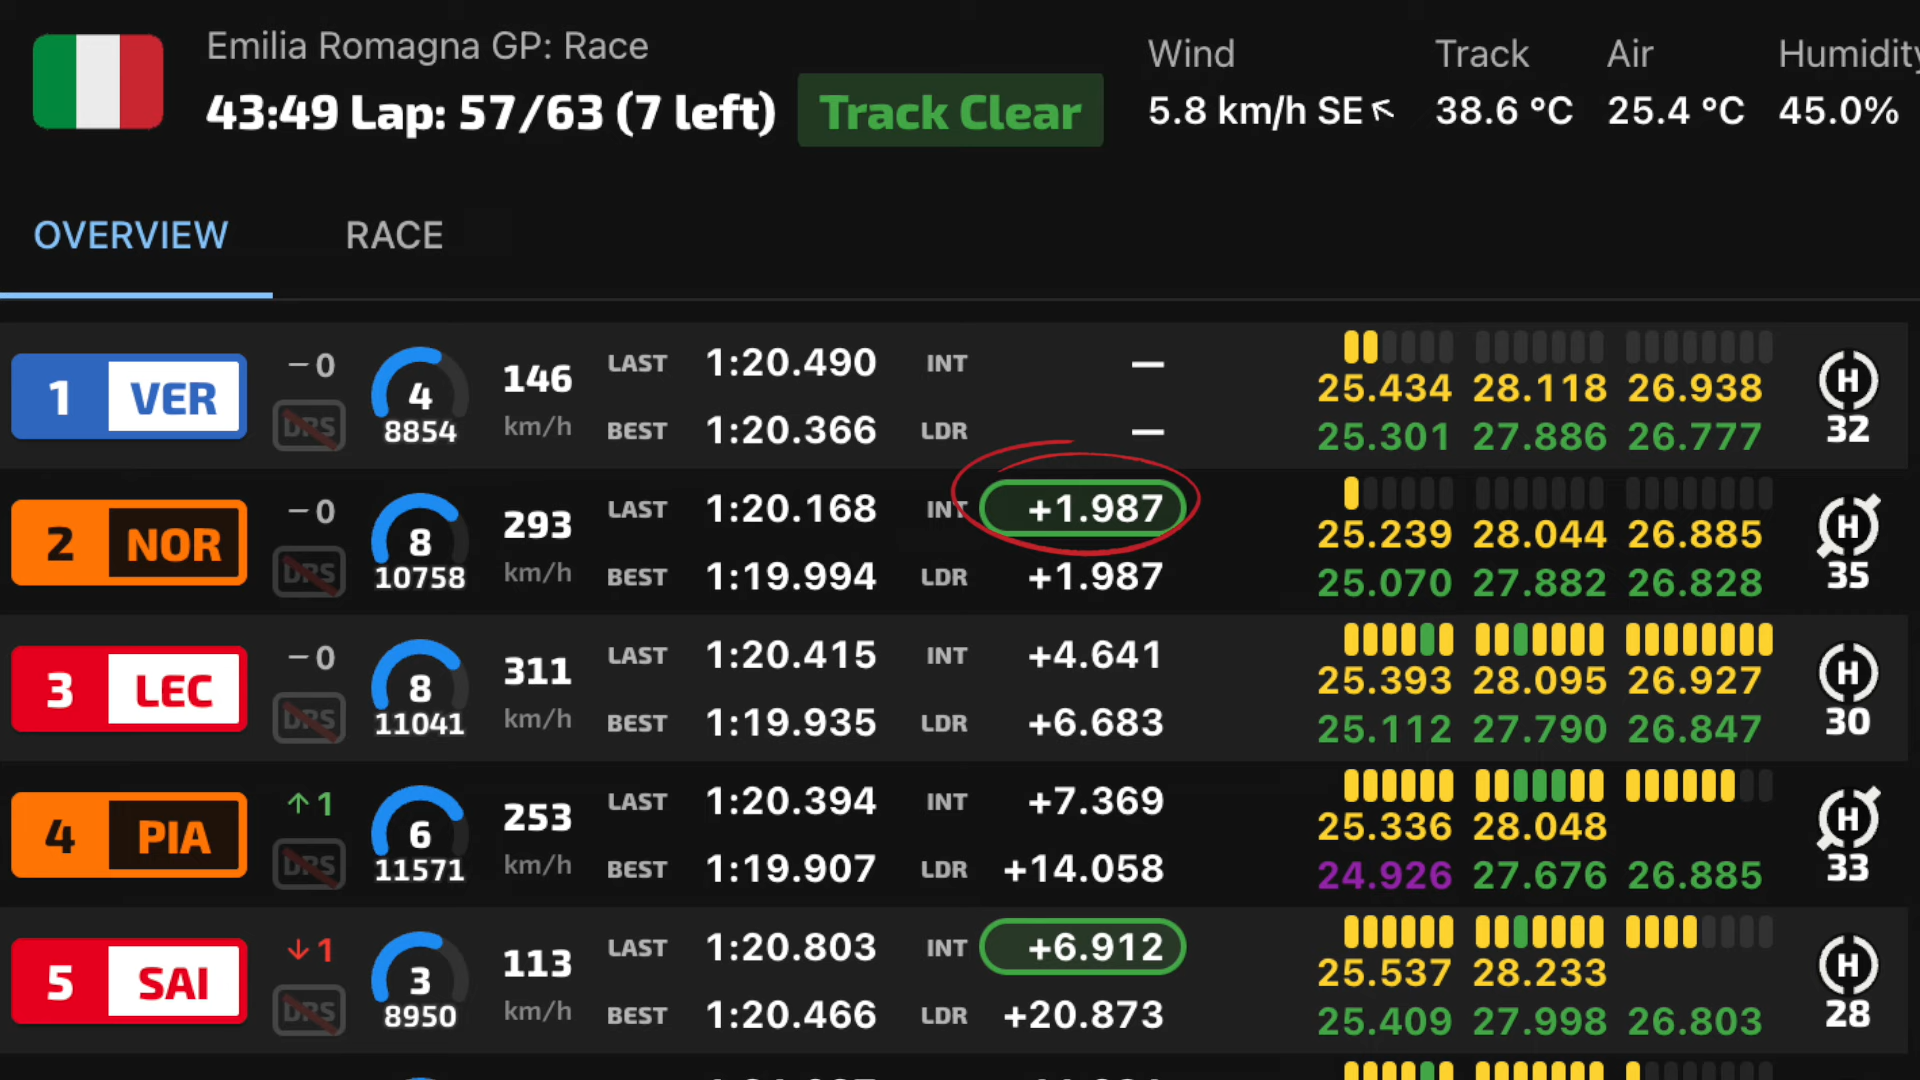 Emilia Romagna GP: Race
43:49 Lap: 57/63 (7 left) Track Clear
Wind Track Air Humidity
5.8 km/h SE 38.6 °C 25.4 °C 45.0%
OVERVIEW RACE
1 VER –0 DRS 4 8854 146 km/h LAST 1:20.490 INT — 25.434 28.118 26.938 H 32
BEST 1:20.366 LDR — 25.301 27.886 26.777
2 NOR –0 DRS 8 10758 293 km/h LAST 1:20.168 INT +1.987 25.239 28.044 26.885 H 35
BEST 1:19.994 LDR +1.987 25.070 27.882 26.828
3 LEC –0 DRS 8 11041 311 km/h LAST 1:20.415 INT +4.641 25.393 28.095 26.927 H 30
BEST 1:19.935 LDR +6.683 25.112 27.790 26.847
4 PIA ↑1 DRS 6 11571 253 km/h LAST 1:20.394 INT +7.369 25.336 28.048 H 33
BEST 1:19.907 LDR +14.058 24.926 27.676 26.885
5 SAI ↓1 DRS 3 8950 113 km/h LAST 1:20.803 INT +6.912 25.537 28.233 H 28
BEST 1:20.466 LDR +20.873 25.409 27.998 26.803